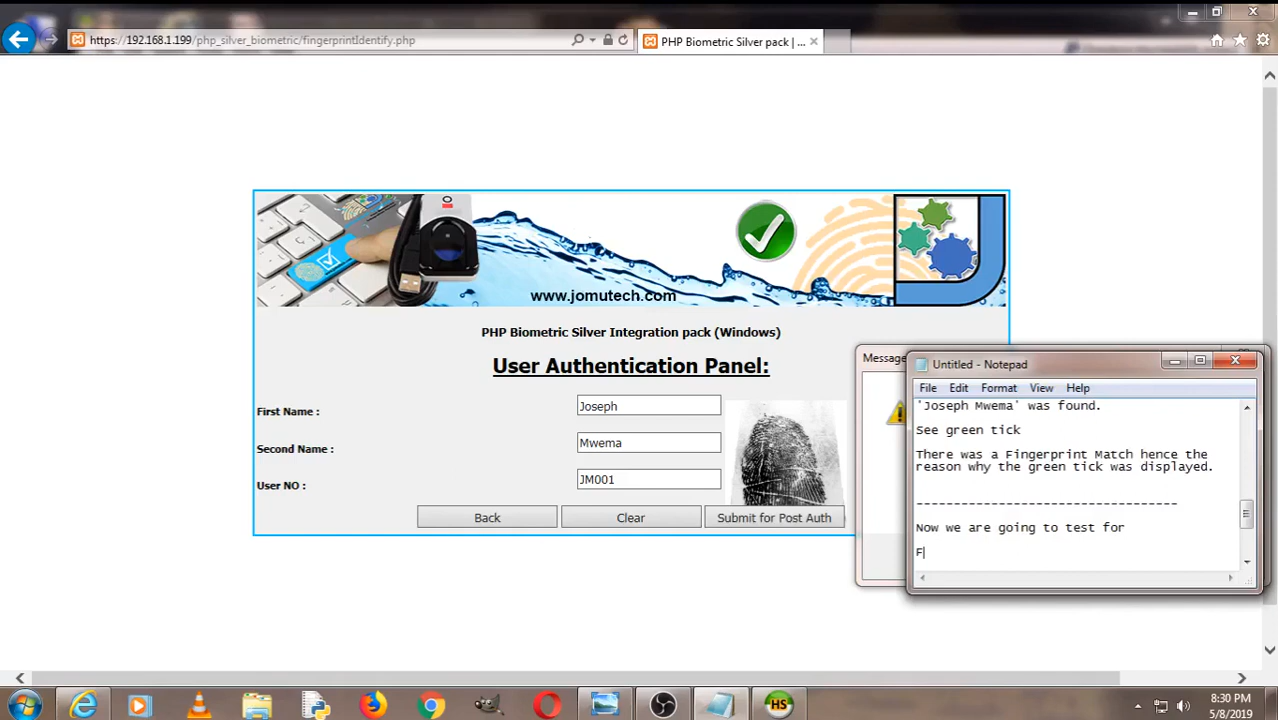 https://192.168.1.199/php_silver_biometric/fingerprintIdentify.php
PHP Biometric Silver pack | ...
www.jomutech.com
PHP Biometric Silver Integration pack (Windows)
User Authentication Panel:
First Name :
Joseph
Second Name :
Mwema
User NO :
JM001
Back
Clear
Submit for Post Auth
Message
Untitled - Notepad
File Edit Format View Help
'Joseph Mwema' was found.
See green tick
There was a Fingerprint Match hence the
reason why the green tick was displayed.
-----------------------------------
Now we are going to test for
F
HS
8:30 PM
5/8/2019